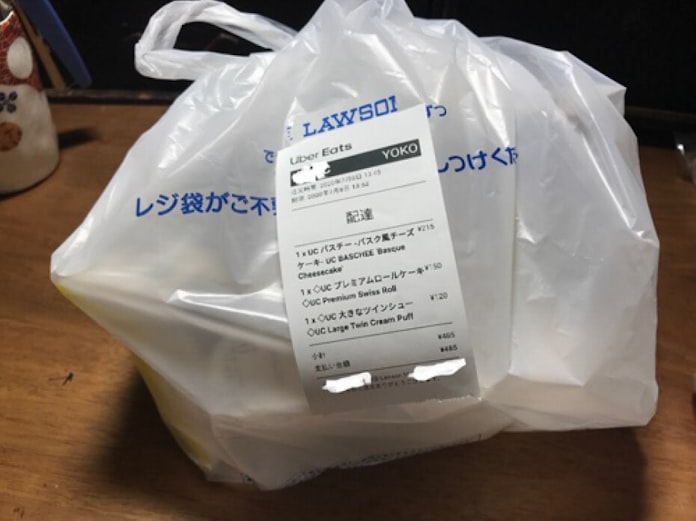 LAWSO
レジ袋がご不
Uber Eats
YOKO
配達
1 x UC バスチー -バスク風チーズ ¥215
ケーキ- UC BASCHEE 'Basque
Cheesecake'
1 x ◇UC プレミアムロールケーキ ¥150
◇UC Premium Swiss Roll
1 x ◇UC 大きなツインシュー ¥120
◇UC Large Twin Cream Puff
小計 ¥485
支払い金額 ¥485